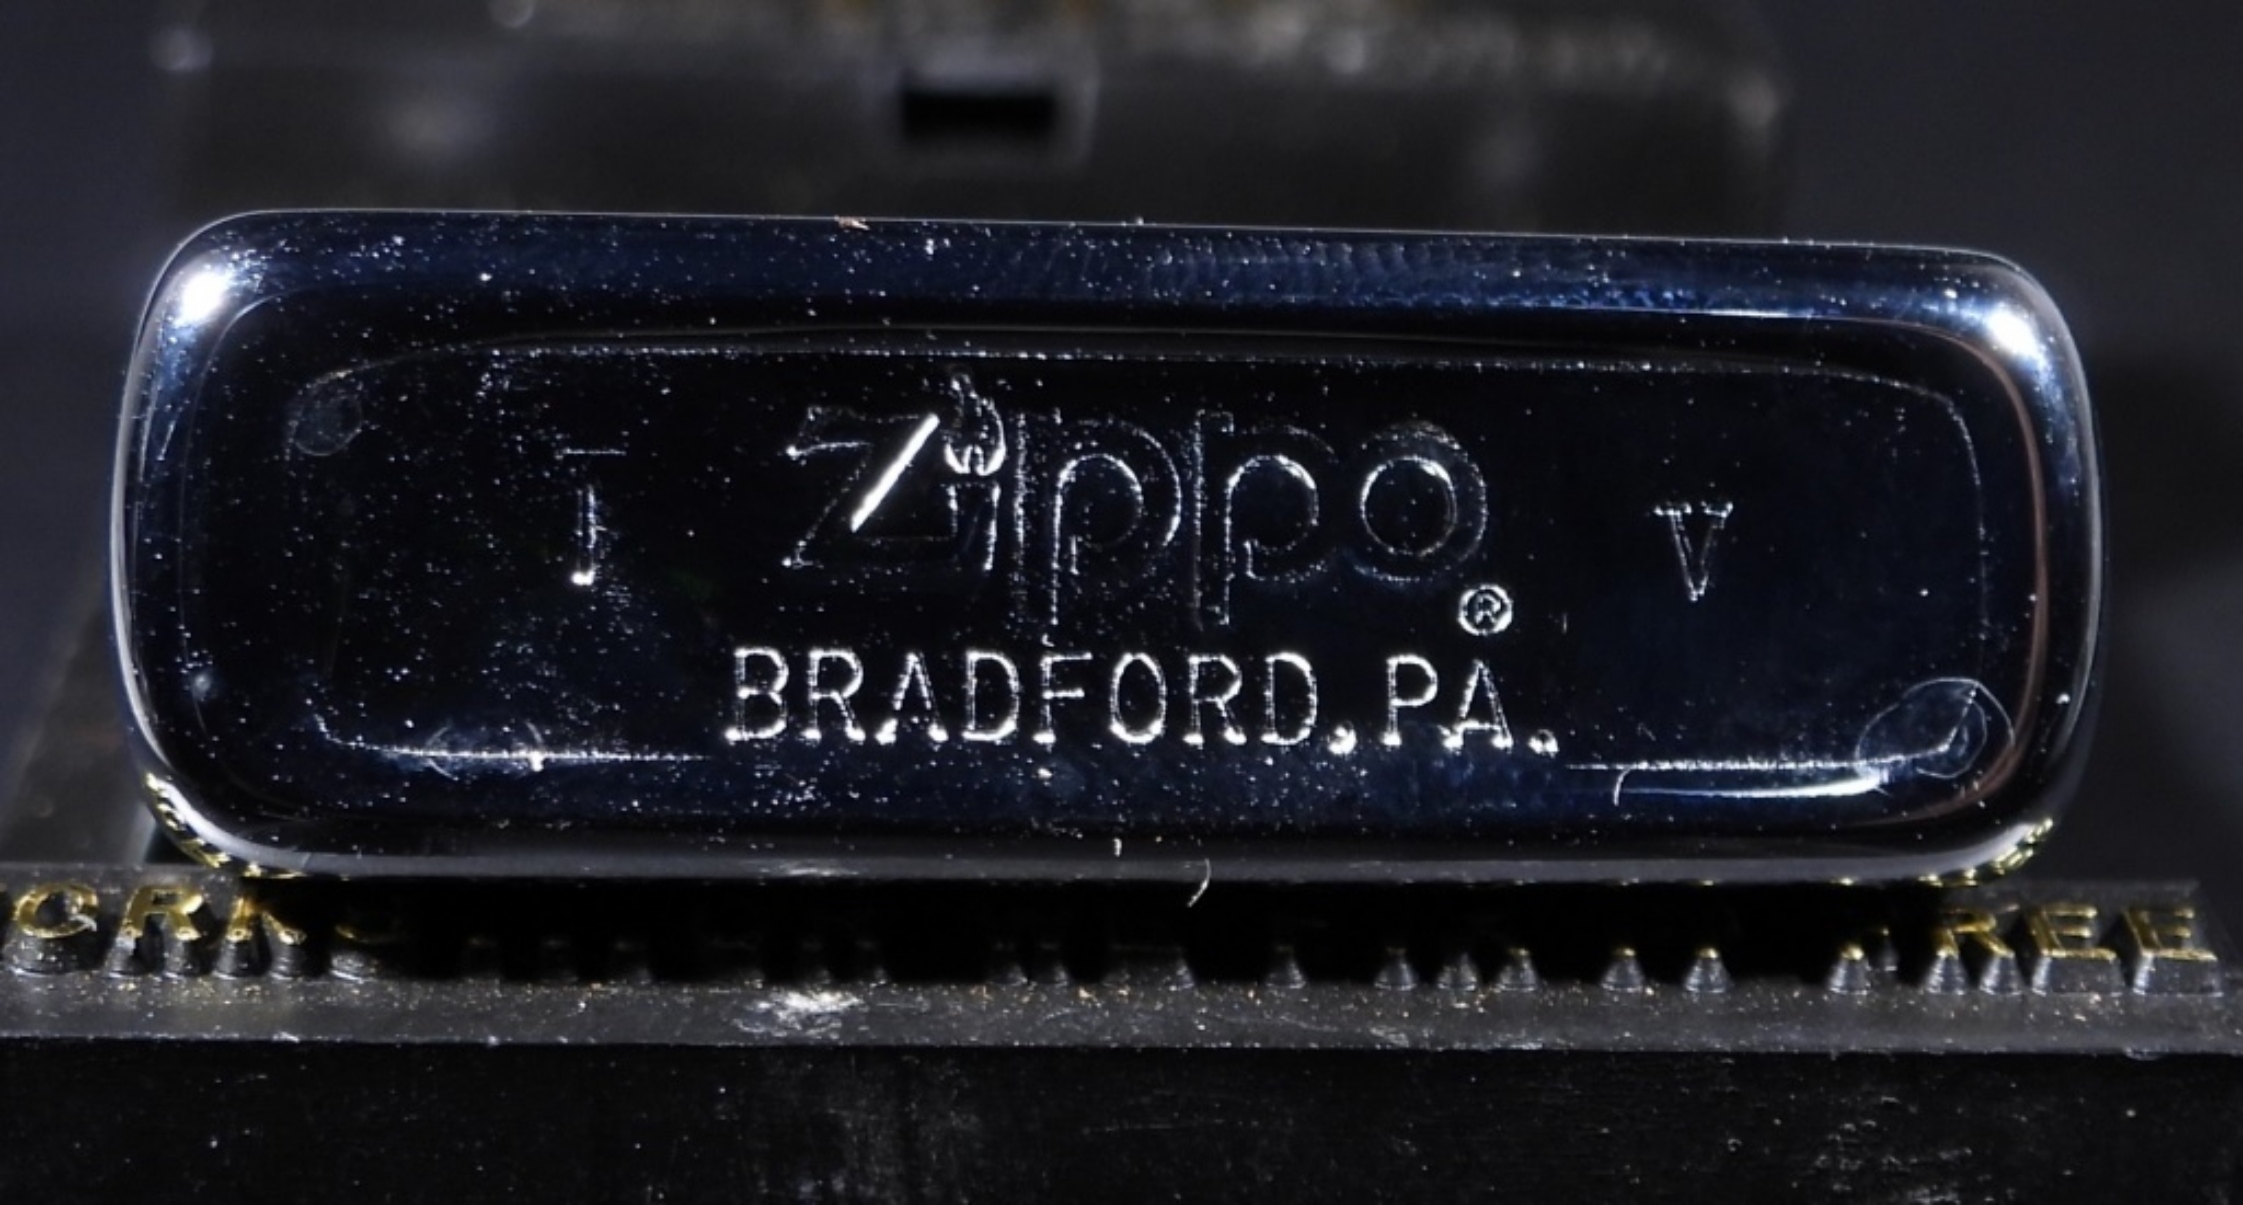 F Zippo V
®
BRADFORD, PA.